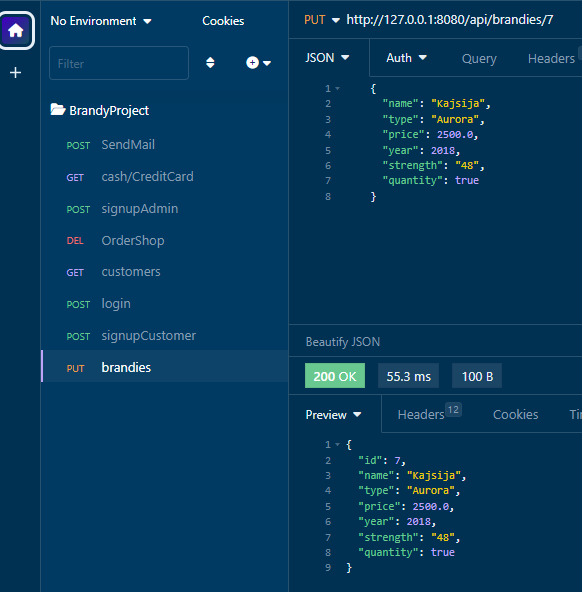 No Environment
Cookies
Filter
BrandyProject
POST SendMail
GET cash/CreditCard
POST signupAdmin
DEL OrderShop
GET customers
POST login
POST signupCustomer
PUT brandies
PUT http://127.0.0.1:8080/api/brandies/7
JSON Auth Query Headers
1 {
2 "name": "Kajsija",
3 "type": "Aurora",
4 "price": 2500.0,
5 "year": 2018,
6 "strength": "48",
7 "quantity": true
8 }
Beautify JSON
200 OK 55.3 ms 100 B
Preview Headers 12 Cookies
1 {
2 "id": 7,
3 "name": "Kajsija",
4 "type": "Aurora",
5 "price": 2500.0,
6 "year": 2018,
7 "strength": "48",
8 "quantity": true
9 }